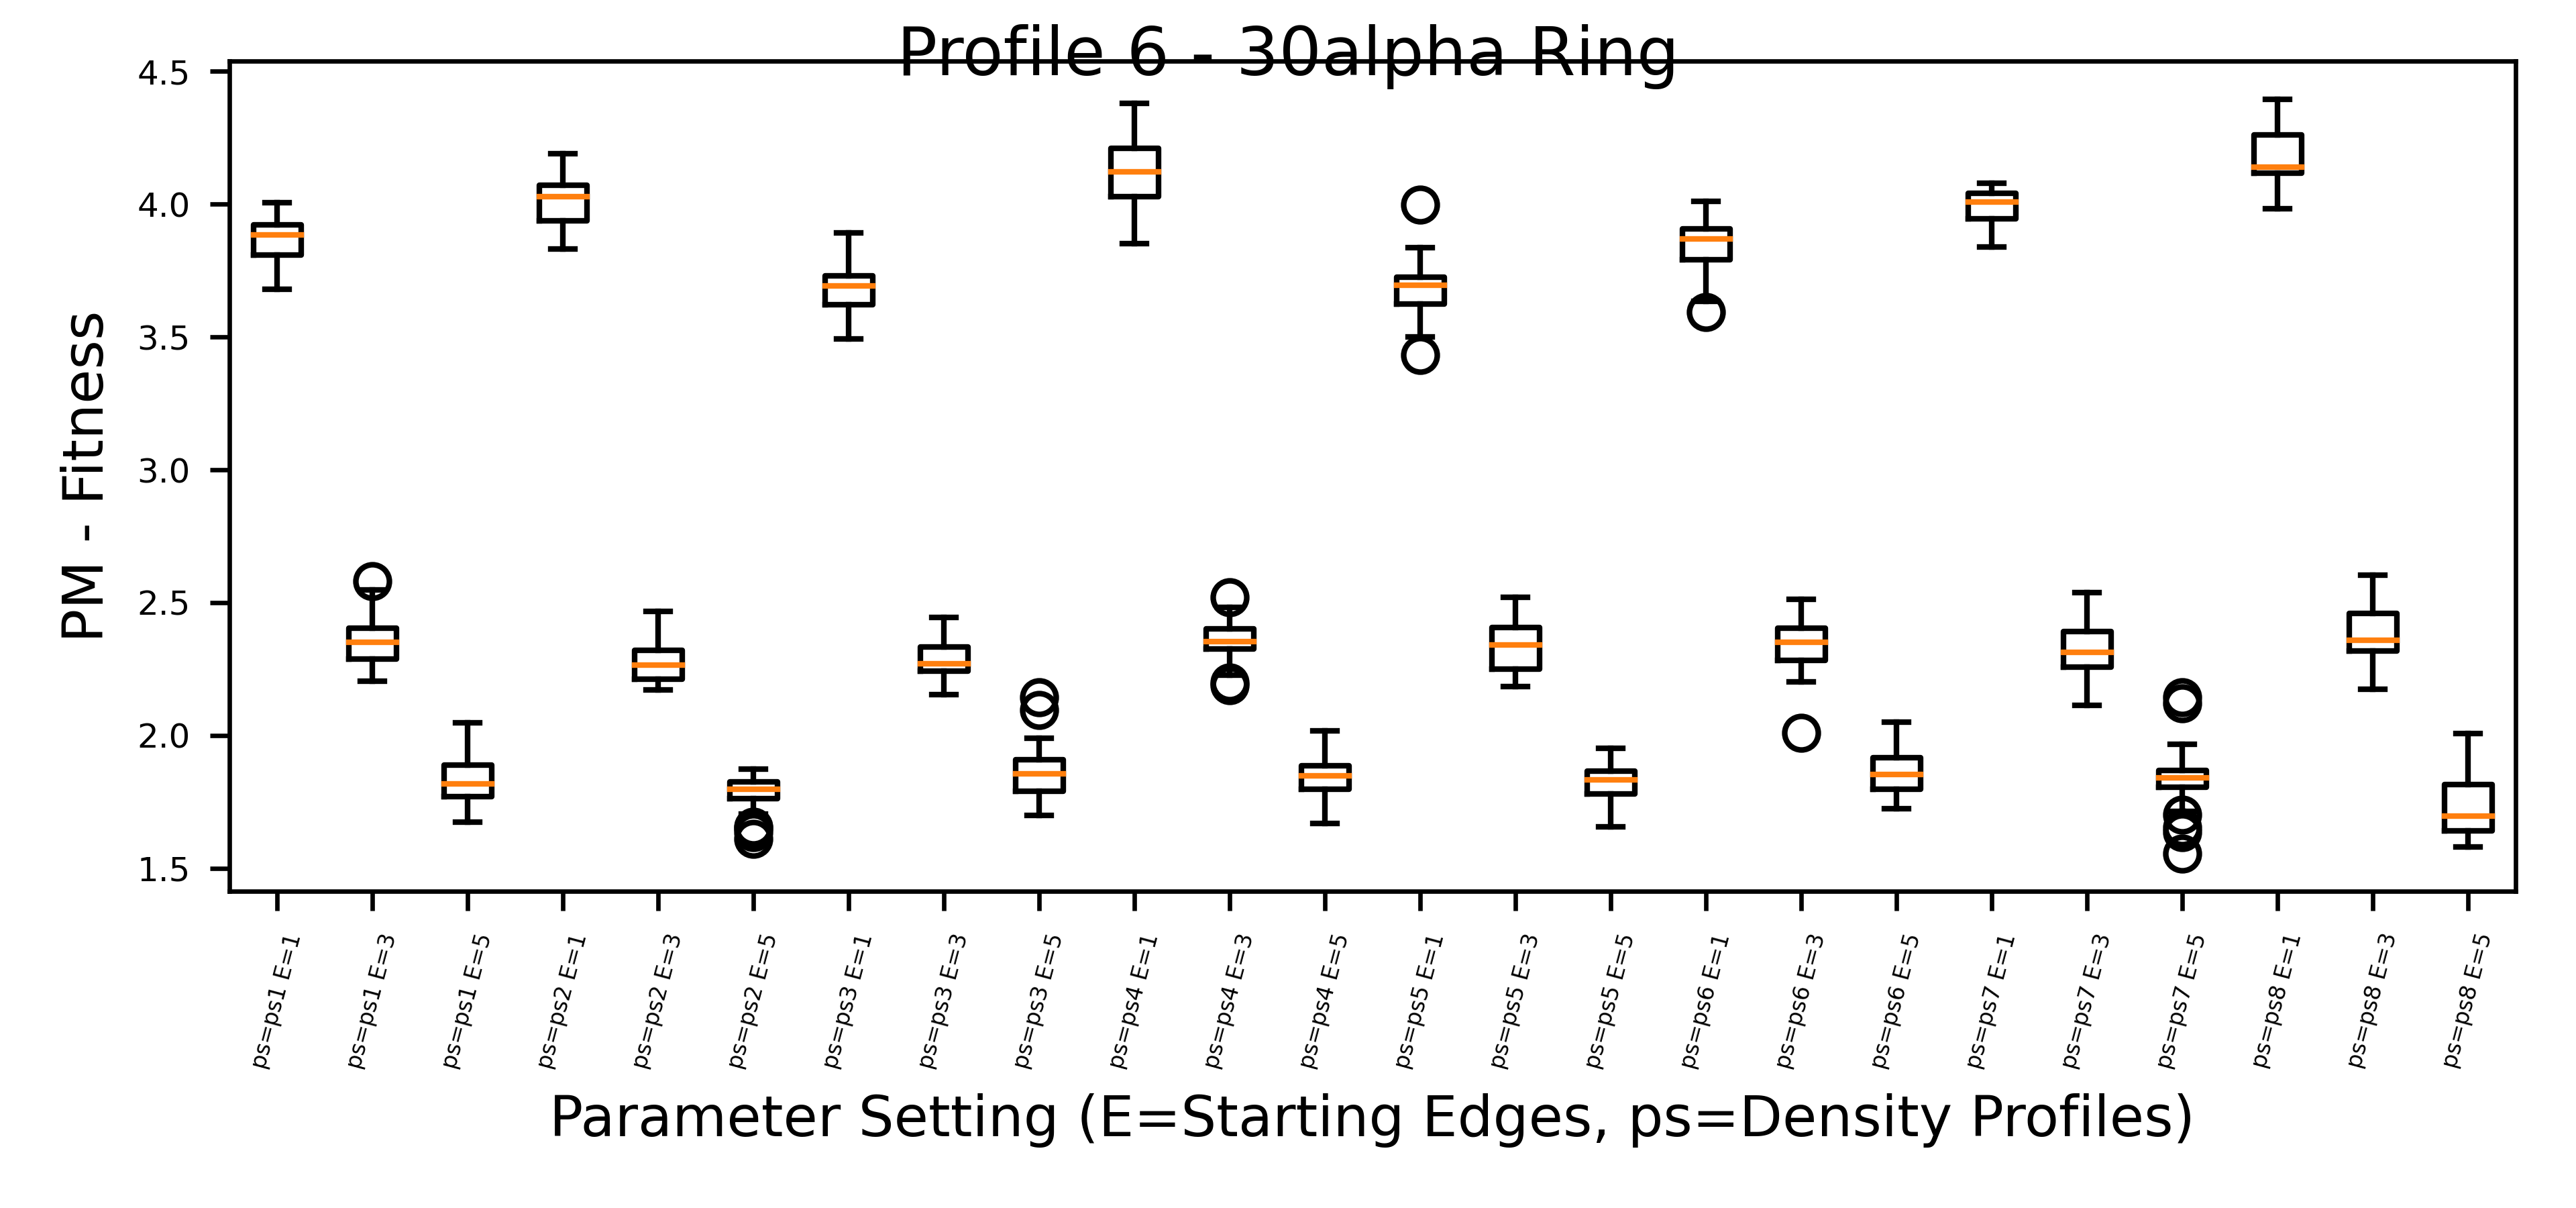 Profile 6 - 30alpha Ring
PM - Fitness
4.5
4.0
3.5
3.0
2.5
2.0
1.5
ps=ps1 E=1
ps=ps1 E=3
ps=ps1 E=5
ps=ps2 E=1
ps=ps2 E=3
ps=ps2 E=5
ps=ps3 E=1
ps=ps3 E=3
ps=ps3 E=5
ps=ps4 E=1
ps=ps4 E=3
ps=ps4 E=5
ps=ps5 E=1
ps=ps5 E=3
ps=ps5 E=5
ps=ps6 E=1
ps=ps6 E=3
ps=ps6 E=5
ps=ps7 E=1
ps=ps7 E=3
ps=ps7 E=5
ps=ps8 E=1
ps=ps8 E=3
ps=ps8 E=5
Parameter Setting (E=Starting Edges, ps=Density Profiles)